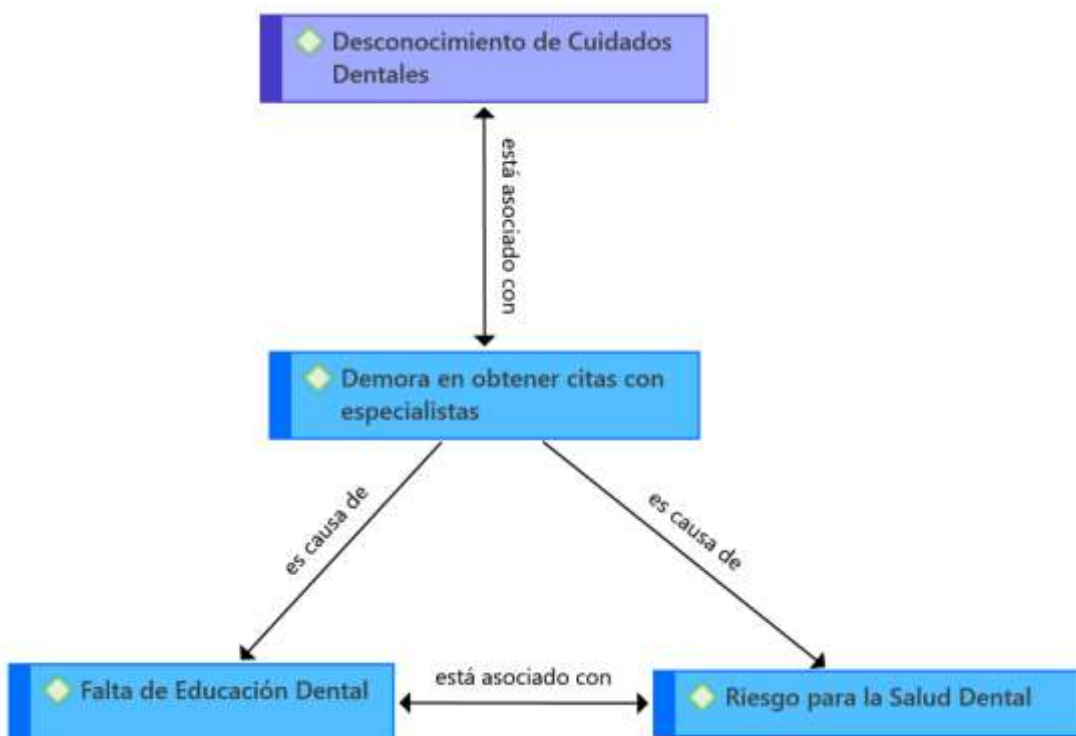 Desconocimiento de Cuidados
Dentales
está asociado con
Demora en obtener citas con
especialistas
es causa de
es causa de
Falta de Educación Dental
está asociado con
Riesgo para la Salud Dental